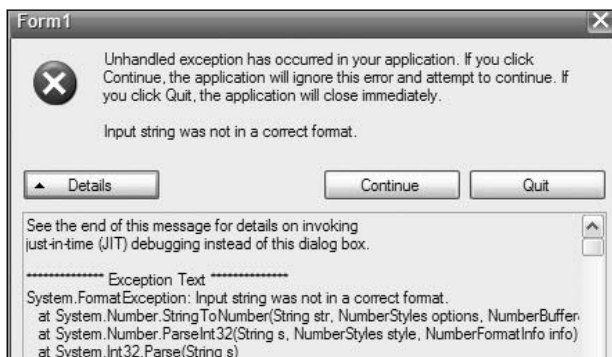 Form1
Unhandled exception has occurred in your application. If you click
Continue, the application will ignore this error and attempt to continue. If
you click Quit, the application will close immediately.
Input string was not in a correct format.
Details
Continue
Quit
See the end of this message for details on invoking
just-in-time (JIT) debugging instead of this dialog box.
************** Exception Text **************
System.FormatException: Input string was not in a correct format.
at System.Number.StringToNumber(String str, NumberStyles options, NumberBuffer
at System.Number.ParseInt32(String s, NumberStyles style, NumberFormatInfo info)
at System.Int32.Parse(String s)